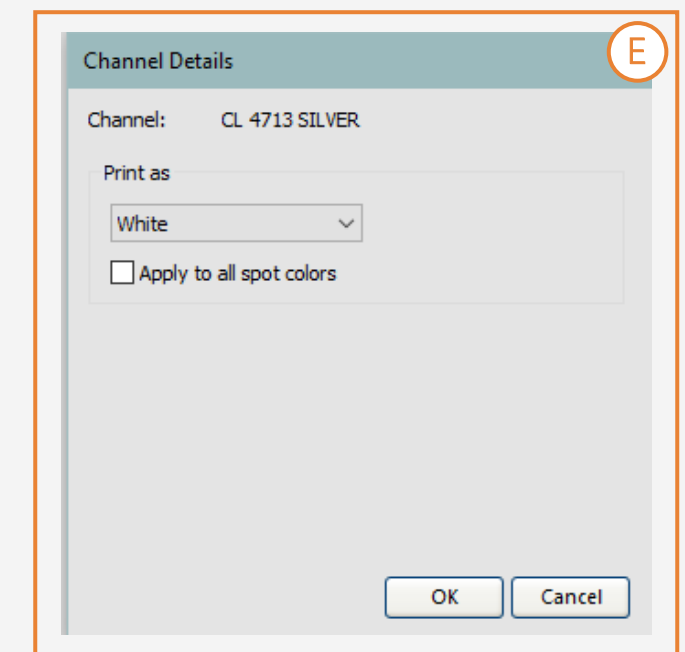 Channel Details
E
Channel: CL 4713 SILVER
Print as
White
Apply to all spot colors
OK Cancel